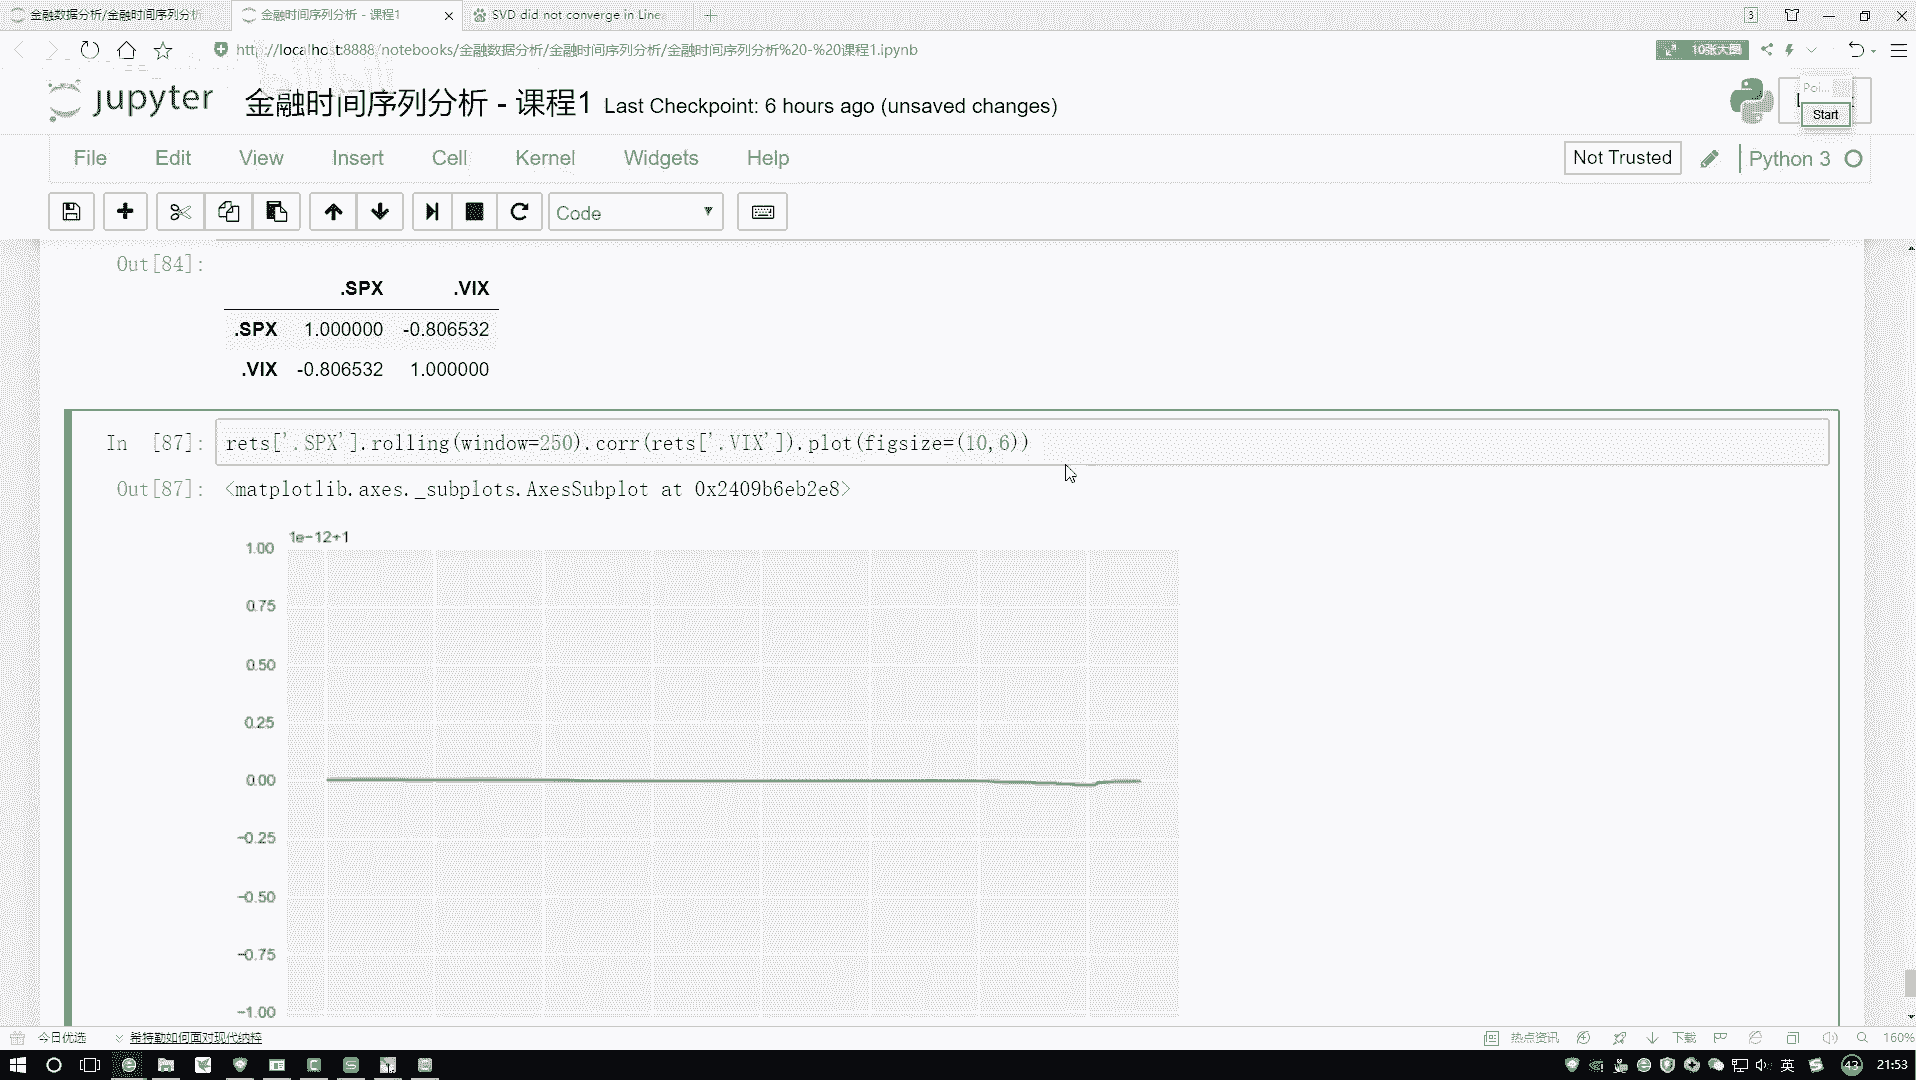 金融数据分析/金融时间序列分析
金融时间序列分析 - 课程1
SVD did not converge in Line
3
http://localhost:8888/notebooks/金融数据分析/金融时间序列分析/金融时间序列分析%20-%20课程1.ipynb
10张大图
jupyter
金融时间序列分析 - 课程1 Last Checkpoint: 6 hours ago (unsaved changes)
Poi...
Start
File Edit View Insert Cell Kernel Widgets Help
Not Trusted
Python 3
Code
Out[84]:
.SPX .VIX
.SPX 1.000000 -0.806532
.VIX -0.806532 1.000000
In [87]: rets['.SPX'].rolling(window=250).corr(rets['.VIX']).plot(figsize=(10,6))
Out[87]: <matplotlib.axes._subplots.AxesSubplot at 0x2409b6eb2e8>
1e−12+1
1.00
0.75
0.50
0.25
0.00
−0.25
−0.50
−0.75
−1.00
今日优选
希特勒如何面对现代纳粹
热点资讯
下载
160%
英
43
21:53